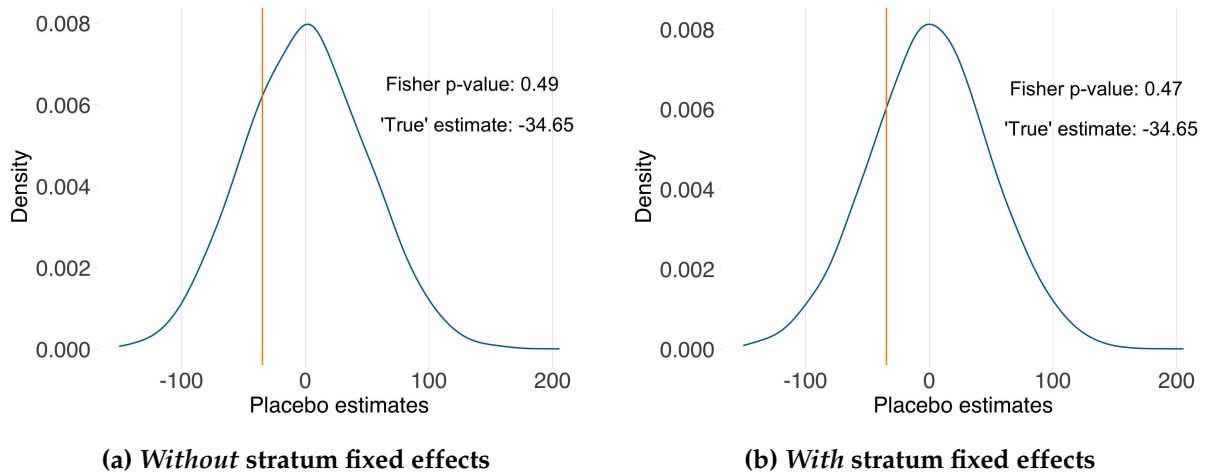 0.008
0.006
0.004
0.002
0.000
Density
Fisher p-value: 0.49
'True' estimate: -34.65
-100 0 100 200
Placebo estimates
(a) Without stratum fixed effects
0.008
0.006
0.004
0.002
0.000
Density
Fisher p-value: 0.47
'True' estimate: -34.65
-100 0 100 200
Placebo estimates
(b) With stratum fixed effects